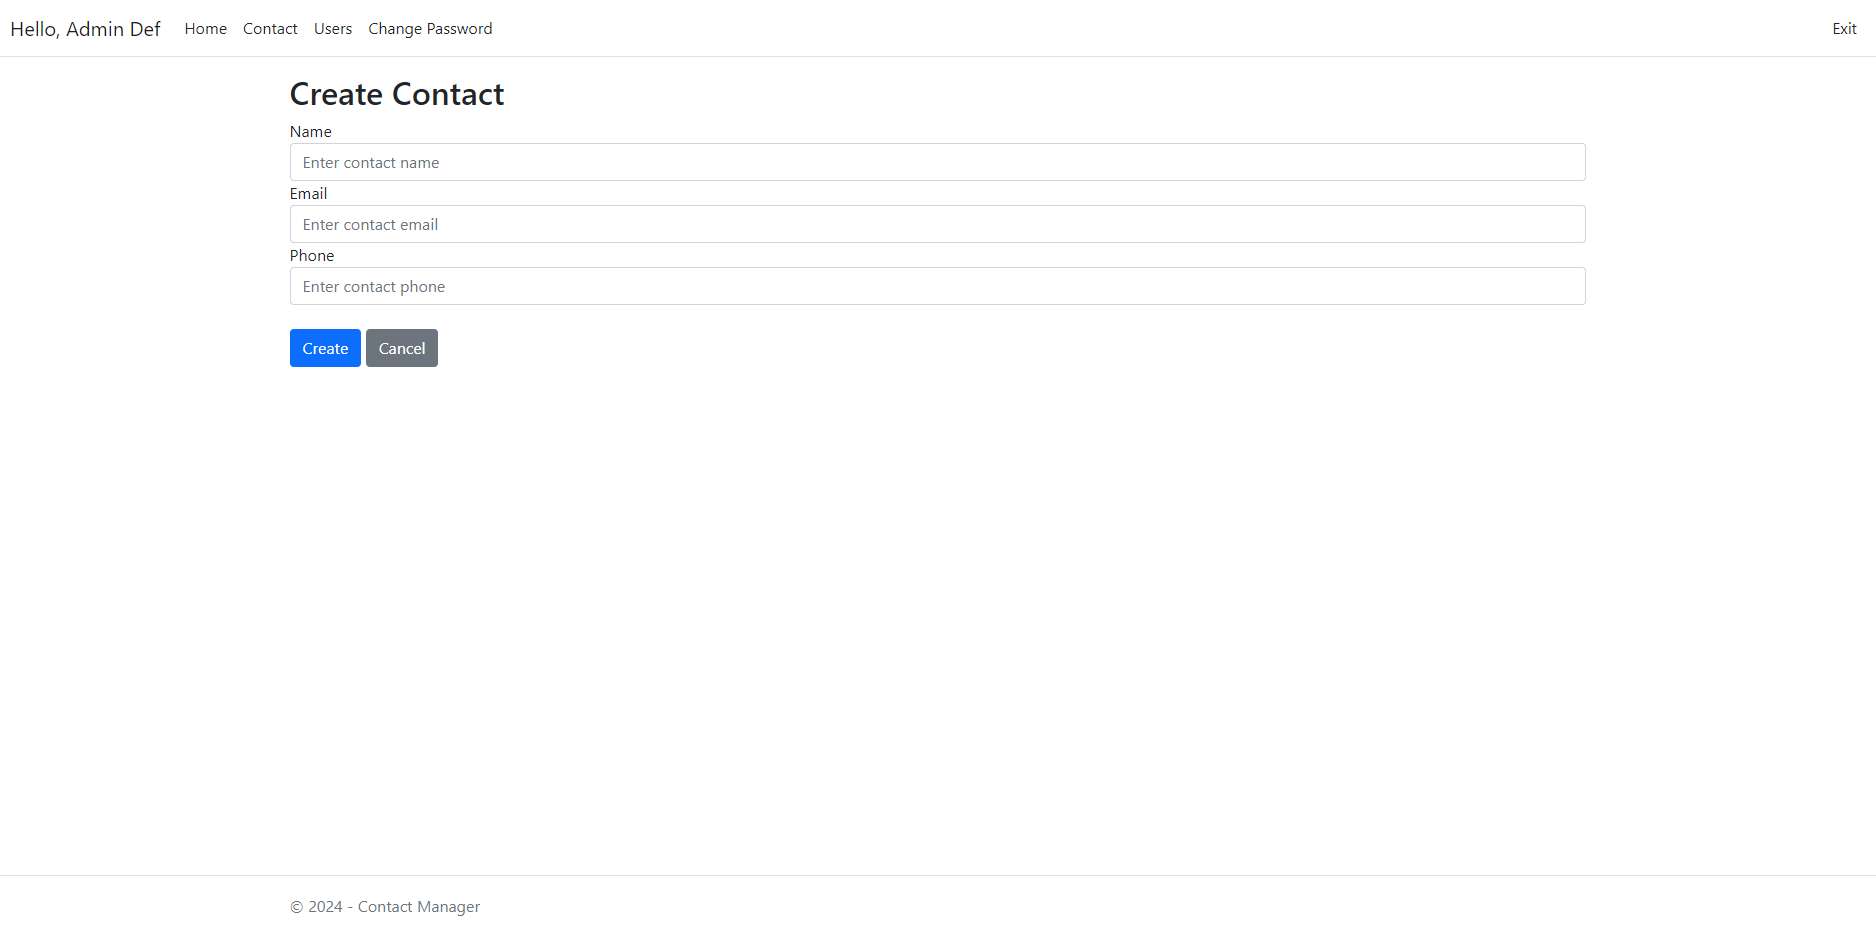 Hello, Admin Def Home Contact Users Change Password Exit
Create Contact
Name
Enter contact name
Email
Enter contact email
Phone
Enter contact phone
Create Cancel
© 2024 - Contact Manager